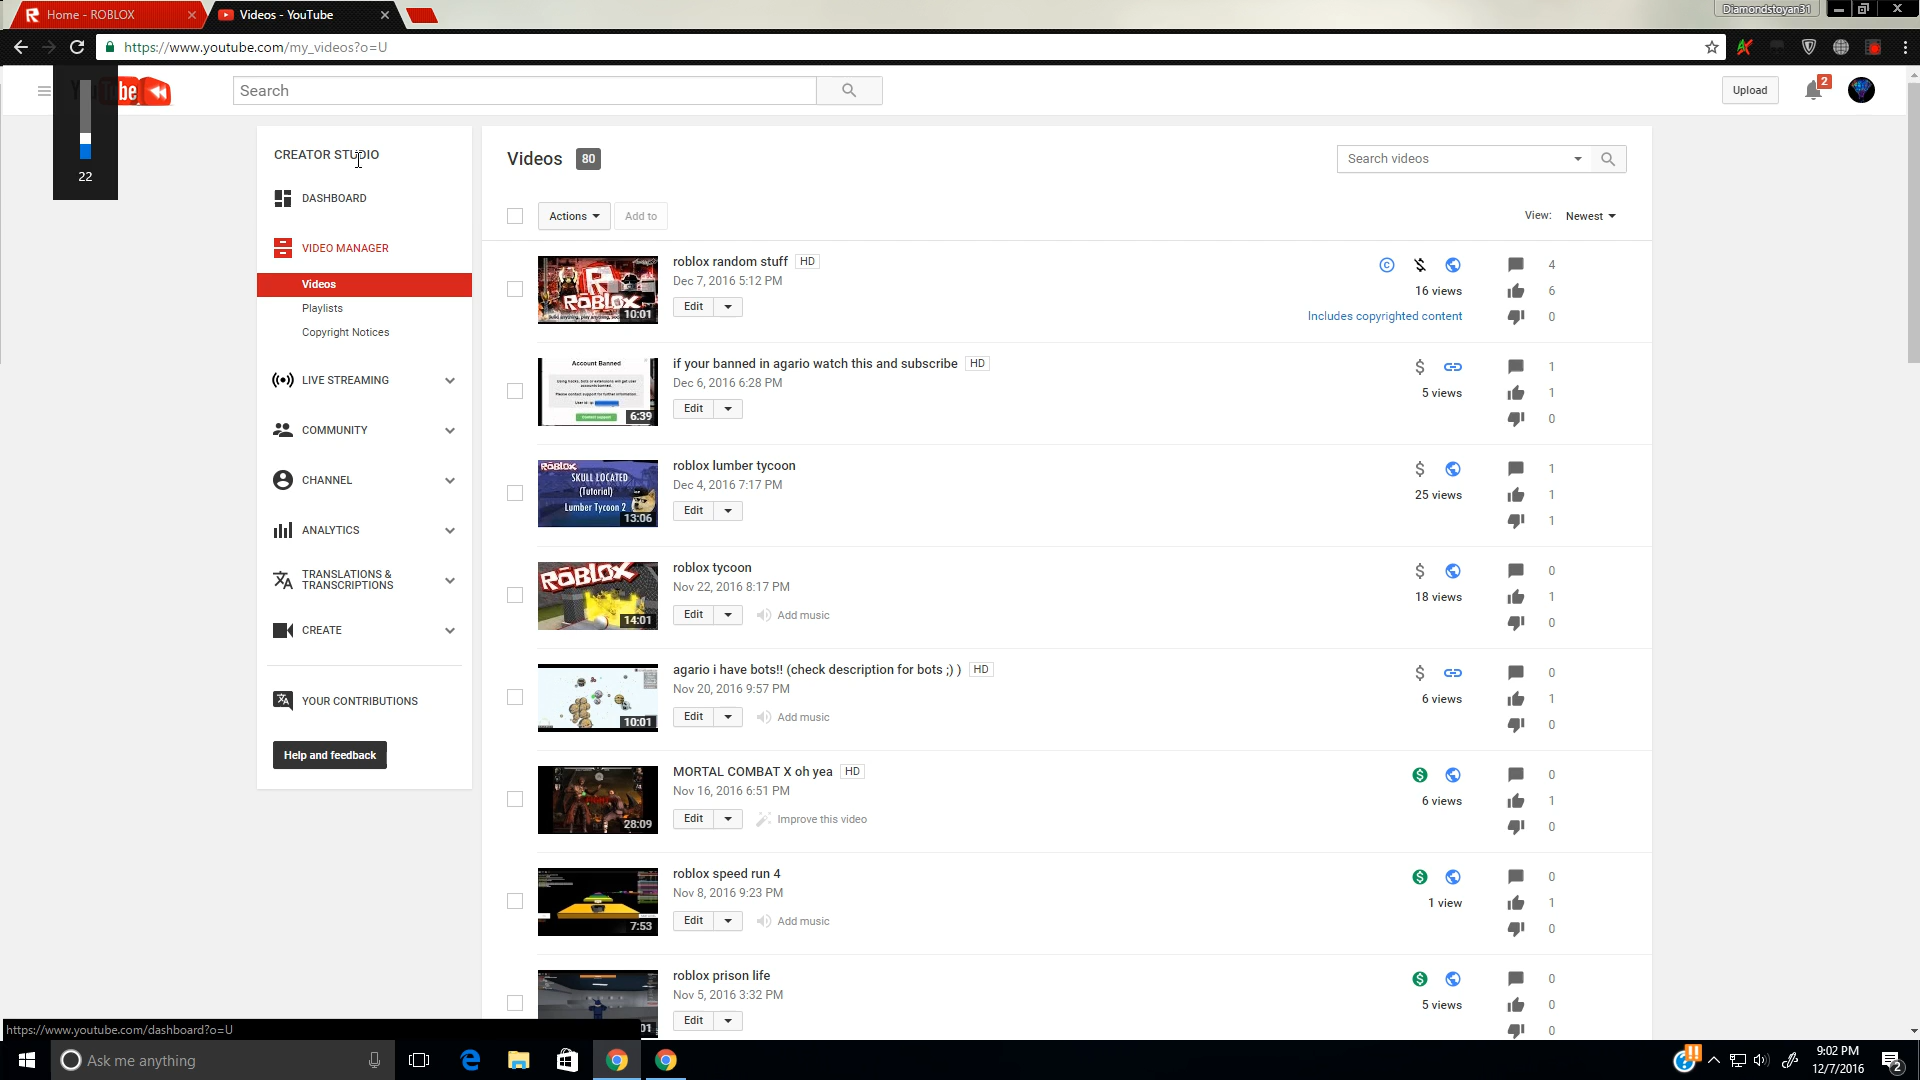 Home - ROBLOX
Videos - YouTube
Diamondstoyan31
https://www.youtube.com/my_videos?o=U
be
Search
Upload
2
22
CREATOR STUDIO
DASHBOARD
VIDEO MANAGER
Videos
Playlists
Copyright Notices
LIVE STREAMING
COMMUNITY
CHANNEL
ANALYTICS
TRANSLATIONS &
TRANSCRIPTIONS
CREATE
YOUR CONTRIBUTIONS
Help and feedback
Videos 80
Search videos
Actions
Add to
View: Newest
ROBLOX
10:01
roblox random stuff HD
Dec 7, 2016 5:12 PM
Edit
16 views
Includes copyrighted content
4
6
0
Account Banned
6:39
if your banned in agario watch this and subscribe HD
Dec 6, 2016 6:28 PM
Edit
5 views
1
1
0
ROBLOX
SKULL LOCATED
(Tutorial)
Lumber Tycoon 2
13:06
roblox lumber tycoon
Dec 4, 2016 7:17 PM
Edit
25 views
1
1
1
ROBLOX
14:01
roblox tycoon
Nov 22, 2016 8:17 PM
Edit
Add music
18 views
0
1
0
10:01
agario i have bots!! (check description for bots ;) ) HD
Nov 20, 2016 9:57 PM
Edit
Add music
6 views
0
1
0
28:09
MORTAL COMBAT X oh yea HD
Nov 16, 2016 6:51 PM
Edit
Improve this video
6 views
0
1
0
7:53
roblox speed run 4
Nov 8, 2016 9:23 PM
Edit
Add music
1 view
0
1
0
01
roblox prison life
Nov 5, 2016 3:32 PM
Edit
5 views
0
0
0
https://www.youtube.com/dashboard?o=U
Ask me anything
9:02 PM
12/7/2016
2